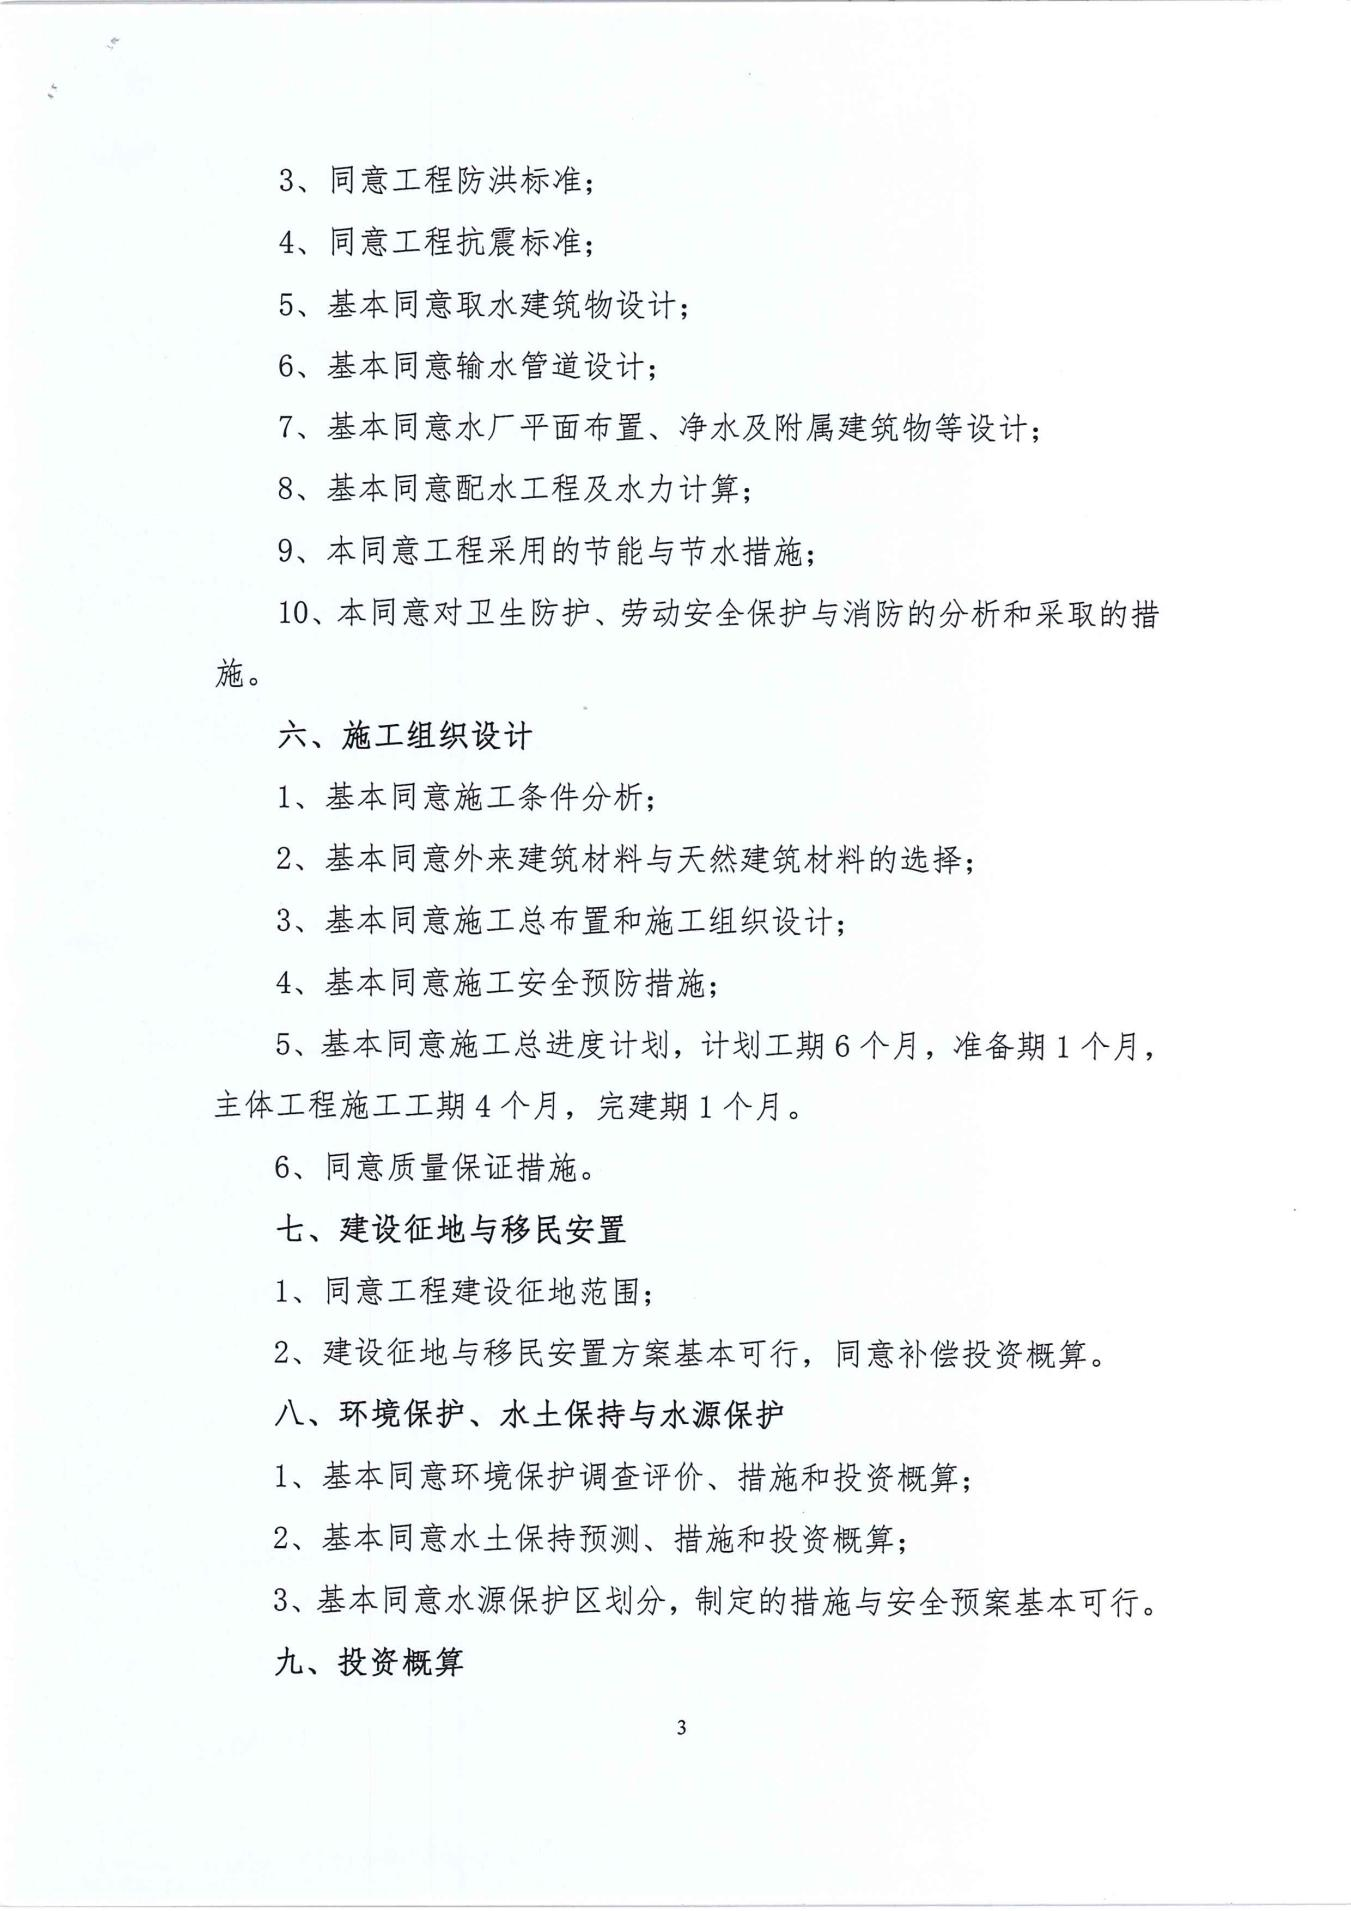 3、同意工程防洪标准；
4、同意工程抗震标准；
5、基本同意取水建筑物设计；
6、基本同意输水管道设计；
7、基本同意水厂平面布置、净水及附属建筑物等设计；
8、基本同意配水工程及水力计算；
9、本同意工程采用的节能与节水措施；
10、本同意对卫生防护、劳动安全保护与消防的分析和采取的措
施。
六、施工组织设计
1、基本同意施工条件分析；
2、基本同意外来建筑材料与天然建筑材料的选择；
3、基本同意施工总布置和施工组织设计；
4、基本同意施工安全预防措施；
5、基本同意施工总进度计划，计划工期6个月，准备期1个月，
主体工程施工工期4个月，完建期1个月。
6、同意质量保证措施。
七、建设征地与移民安置
1、同意工程建设征地范围；
2、建设征地与移民安置方案基本可行，同意补偿投资概算。
八、环境保护、水土保持与水源保护
1、基本同意环境保护调查评价、措施和投资概算；
2、基本同意水土保持预测、措施和投资概算；
3、基本同意水源保护区划分，制定的措施与安全预案基本可行。
九、投资概算
3